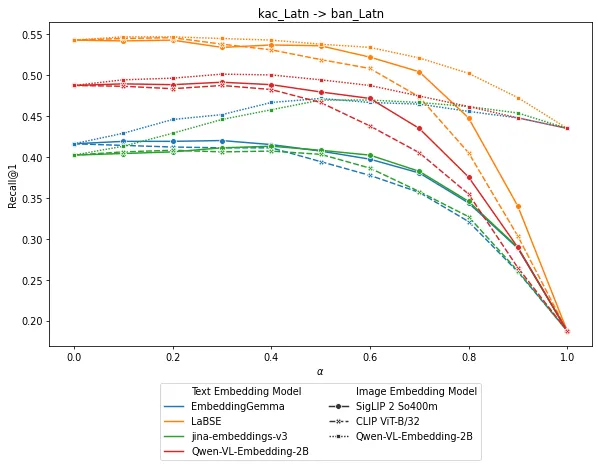 kac_Latn -> ban_Latn
Recall@1
0.55
0.50
0.45
0.40
0.35
0.30
0.25
0.20
0.0 0.2 0.4 0.6 0.8 1.0
α
Text Embedding Model
EmbeddingGemma
LaBSE
jina-embeddings-v3
Qwen-VL-Embedding-2B
Image Embedding Model
SigLIP 2 So400m
CLIP ViT-B/32
Qwen-VL-Embedding-2B